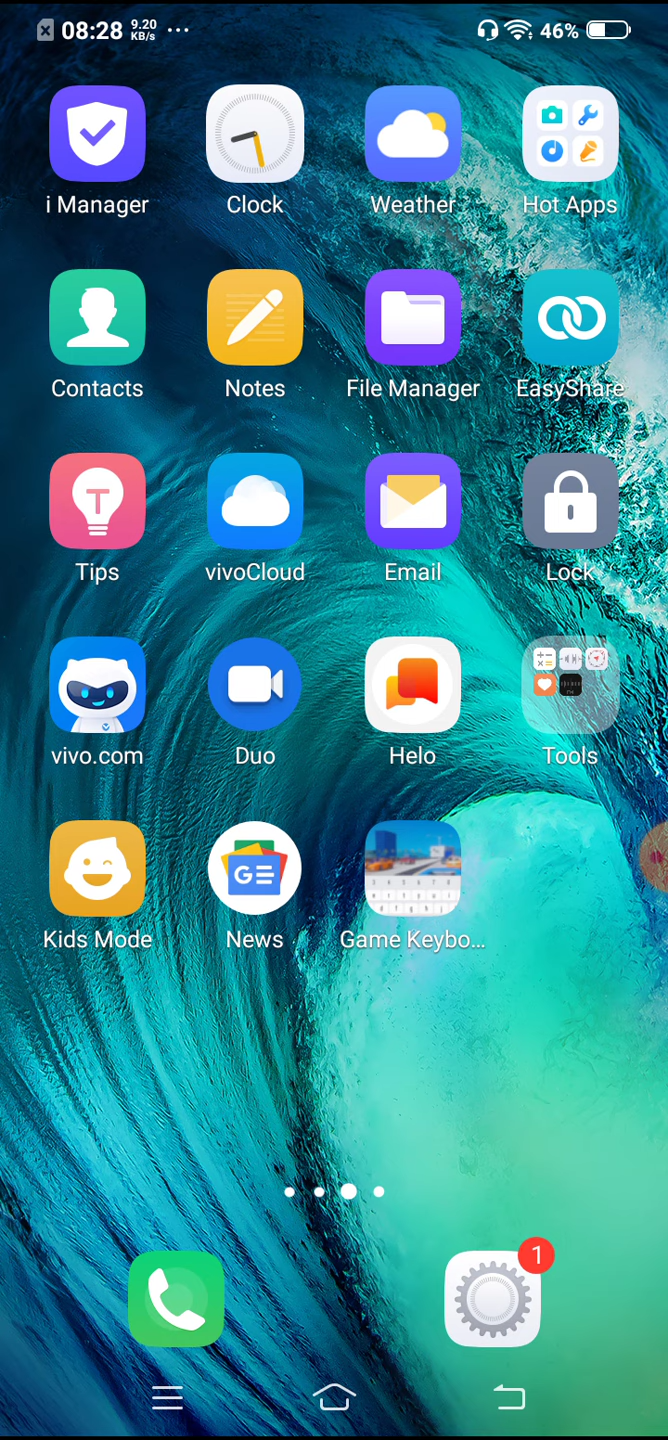 08:28 9.20 KB/s ... 46%
i Manager Clock Weather Hot Apps
Contacts Notes File Manager EasyShare
T
Tips vivoCloud Email Lock
vivo.com Duo Helo Tools
GE
Kids Mode News Game Keybo...
1